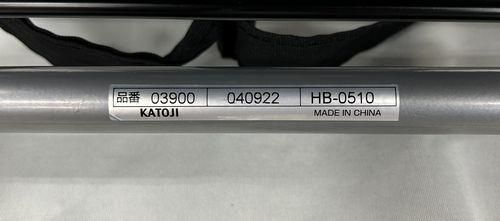 品番 03900 040922 HB-0510
KATOJI MADE IN CHINA